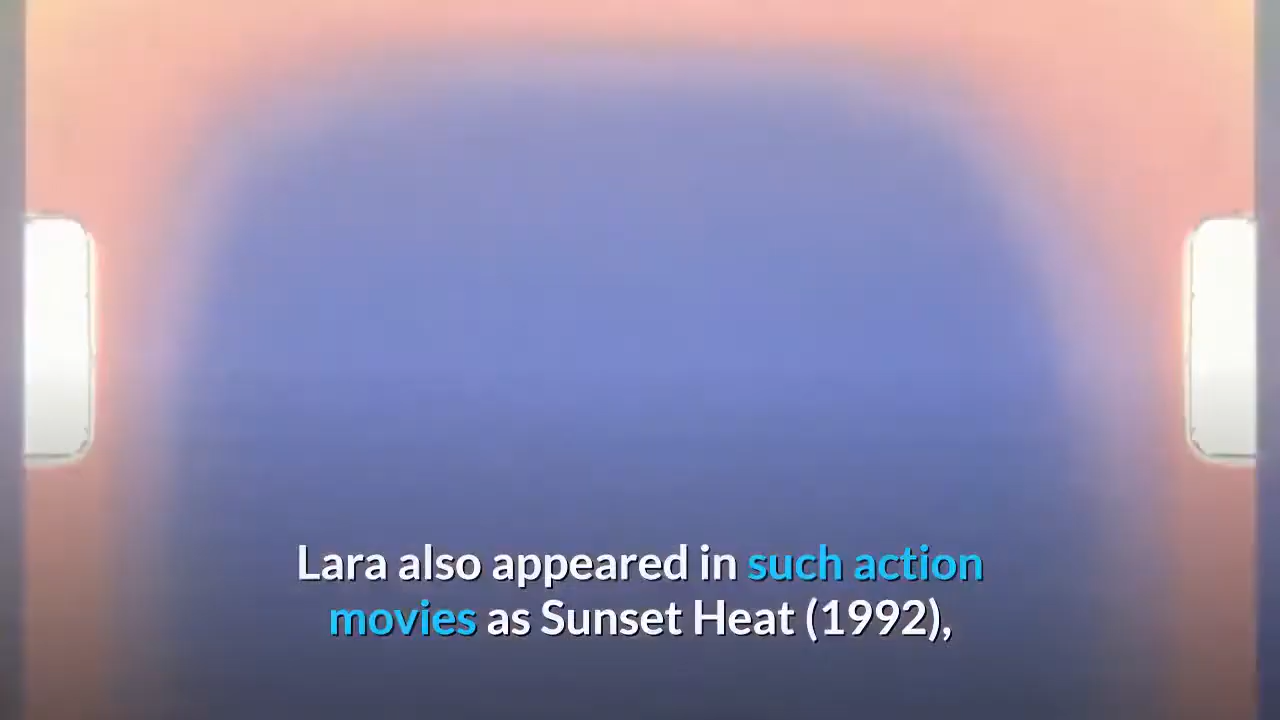 Lara also appeared in such action
movies as Sunset Heat (1992),